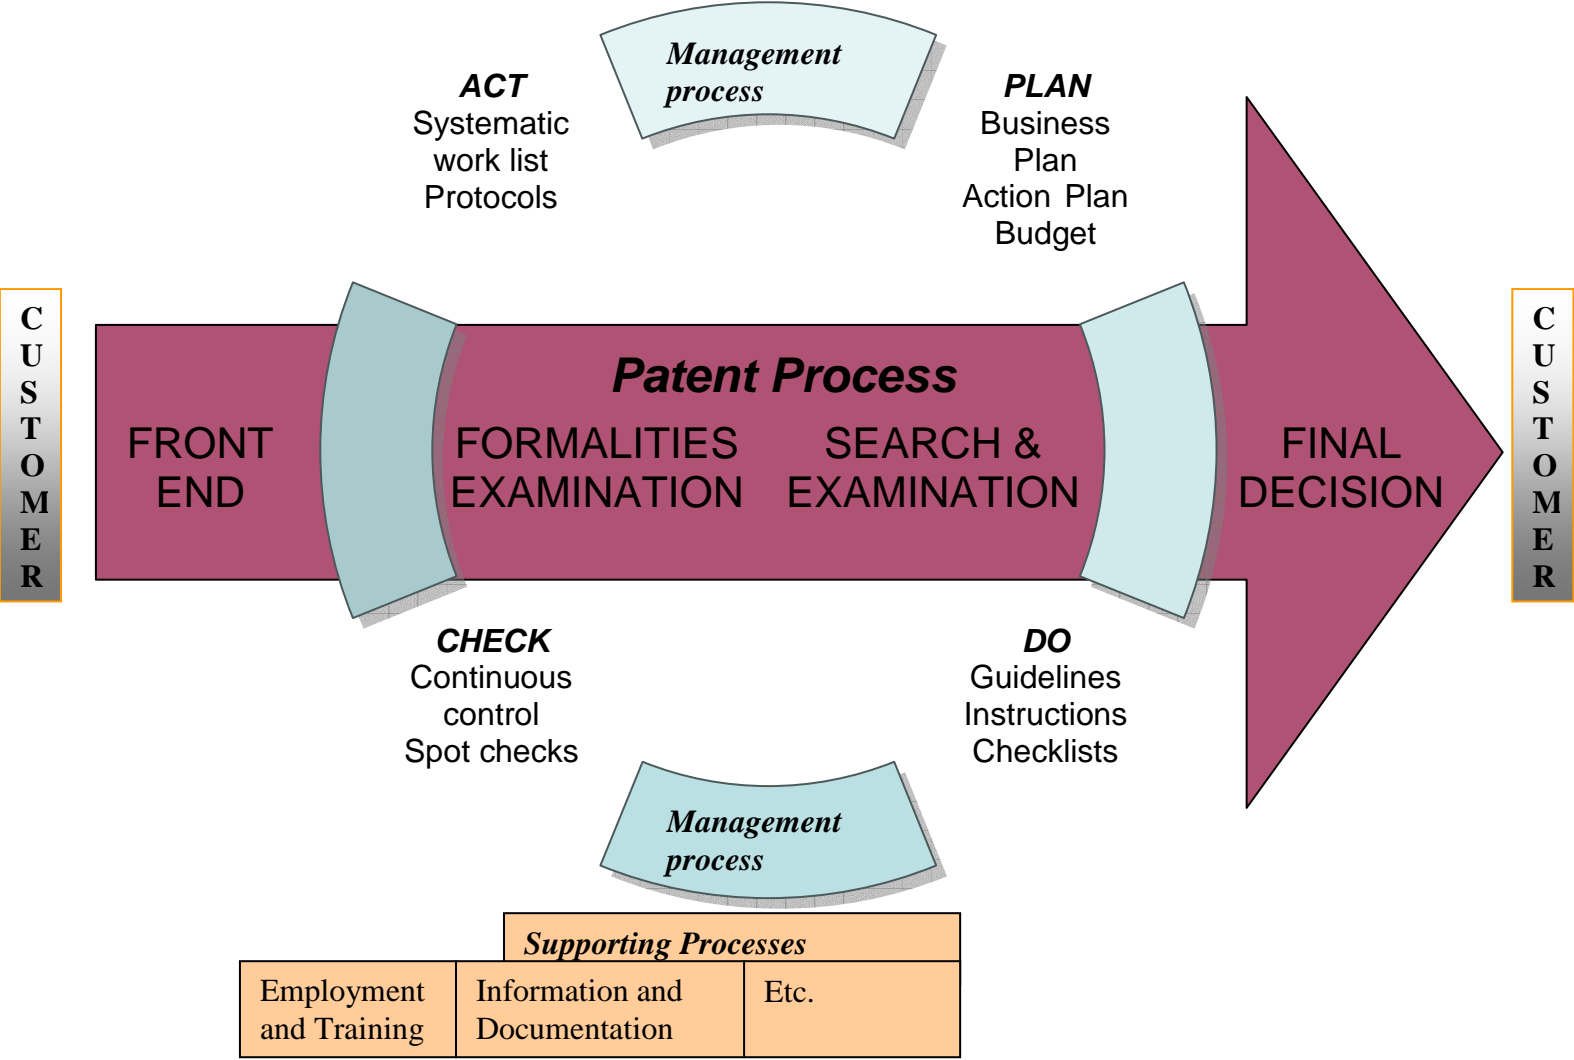 Management
process
ACT
Systematic
work list
Protocols
PLAN
Business
Plan
Action Plan
Budget
C
U
S
T
O
M
E
R
Patent Process
FRONT
END
FORMALITIES
EXAMINATION
SEARCH &
EXAMINATION
FINAL
DECISION
C
U
S
T
O
M
E
R
CHECK
Continuous
control
Spot checks
DO
Guidelines
Instructions
Checklists
Management
process
Supporting Processes
Employment
and Training
Information and
Documentation
Etc.